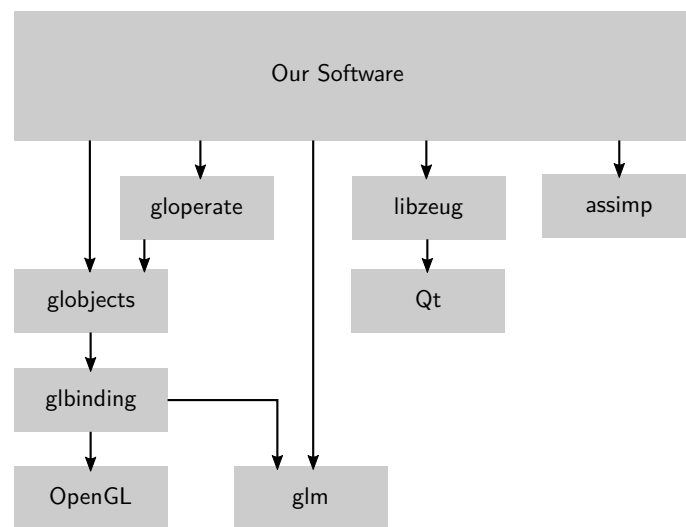 Our Software
gloperate
libzeug
assimp
globjects
Qt
glbinding
OpenGL
glm